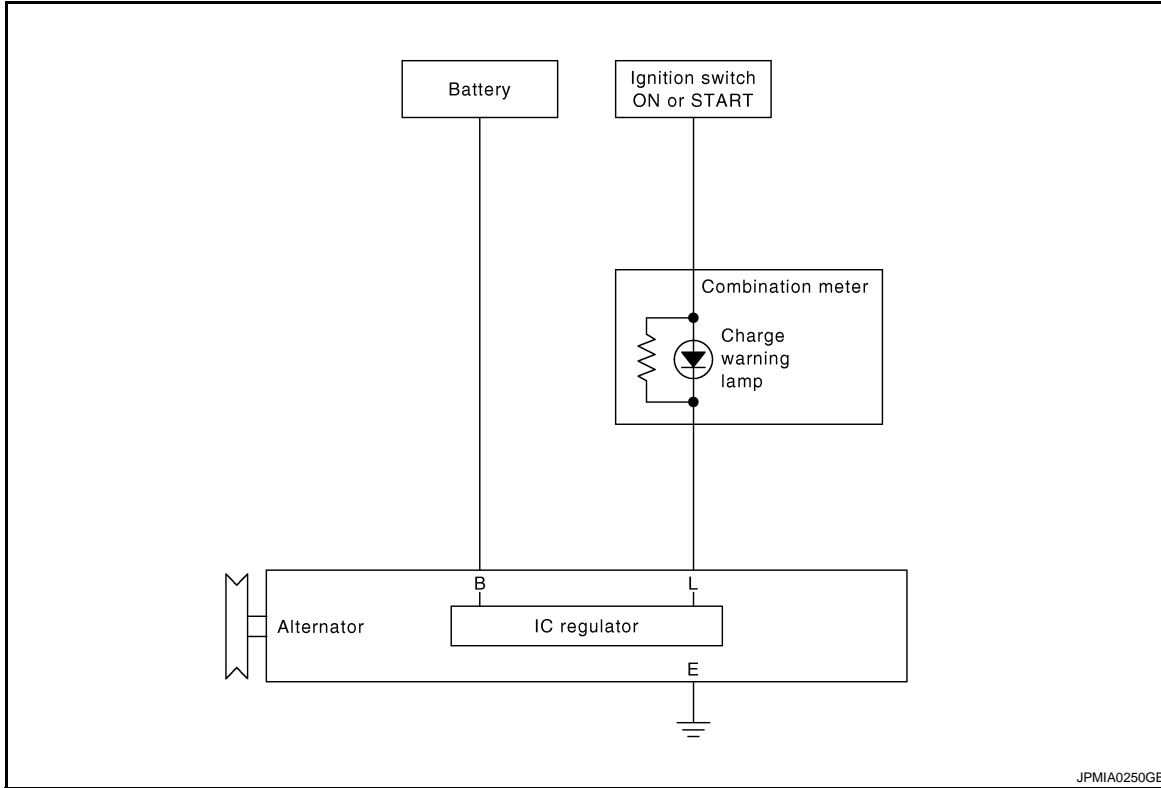 Battery
Ignition switch
ON or START
Combination meter
Charge
warning
lamp
B
L
Alternator
IC regulator
E
JPMIA0250GB